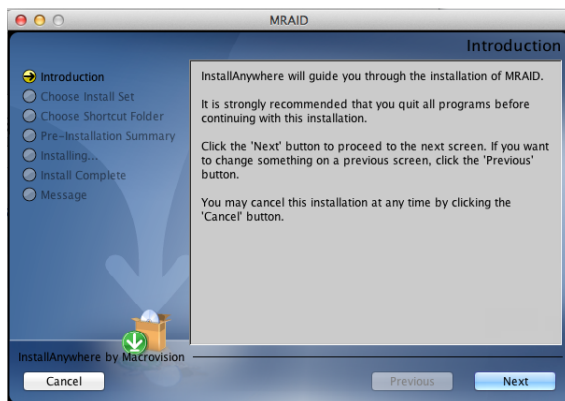 MRAID
Introduction
Introduction
Choose Install Set
Choose Shortcut Folder
Pre-Installation Summary
Installing...
Install Complete
Message
InstallAnywhere will guide you through the installation of MRAID.
It is strongly recommended that you quit all programs before
continuing with this installation.
Click the 'Next' button to proceed to the next screen. If you want
to change something on a previous screen, click the 'Previous'
button.
You may cancel this installation at any time by clicking the
'Cancel' button.
InstallAnywhere by Macrovision
Cancel
Previous
Next